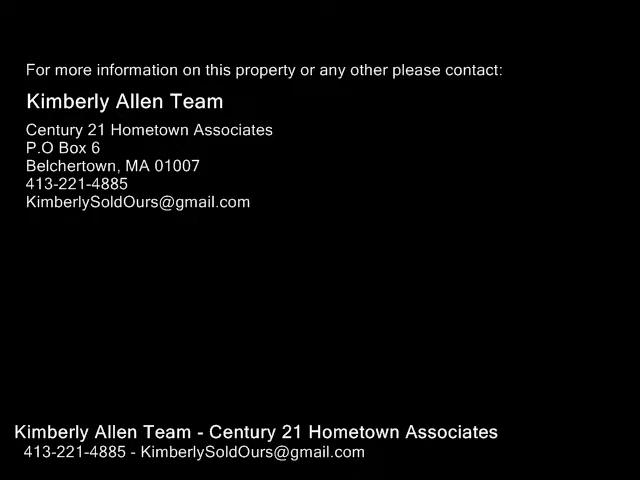 For more information on this property or any other please contact:
Kimberly Allen Team
Century 21 Hometown Associates
P.O Box 6
Belchertown, MA 01007
413-221-4885
KimberlySoldOurs@gmail.com
Kimberly Allen Team - Century 21 Hometown Associates
413-221-4885 - KimberlySoldOurs@gmail.com